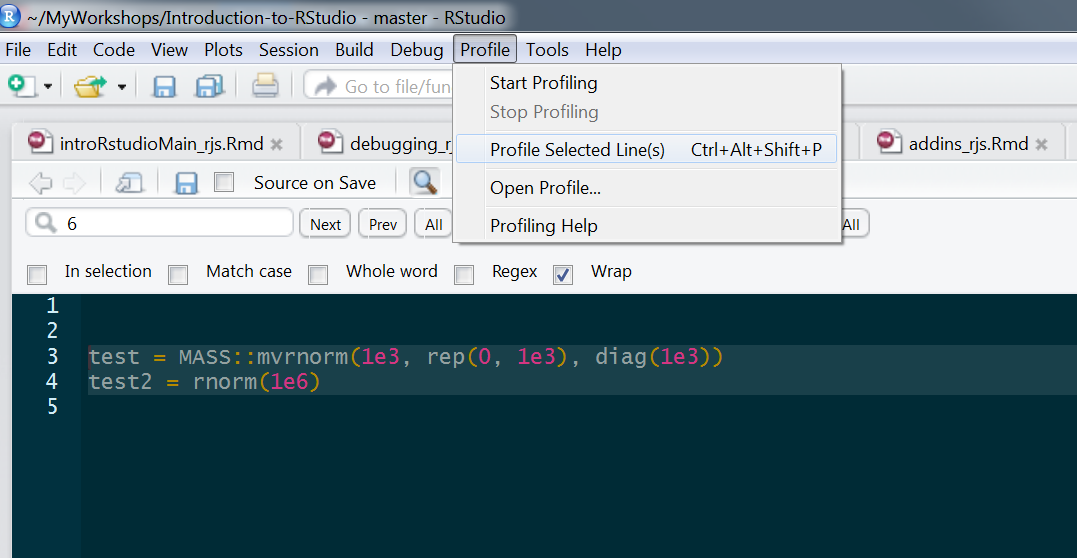 R ~/MyWorkshops/Introduction-to-RStudio - master - RStudio
File Edit Code View Plots Session Build Debug Profile Tools Help
Go to file/fun
Start Profiling
Stop Profiling
Profile Selected Line(s) Ctrl+Alt+Shift+P
Open Profile...
Profiling Help
introRstudioMain_rjs.Rmd debugging_rj addins_rjs.Rmd
Source on Save
6 Next Prev All All
In selection Match case Whole word Regex Wrap
1
2
3 test = MASS::mvrnorm(1e3, rep(0, 1e3), diag(1e3))
4 test2 = rnorm(1e6)
5